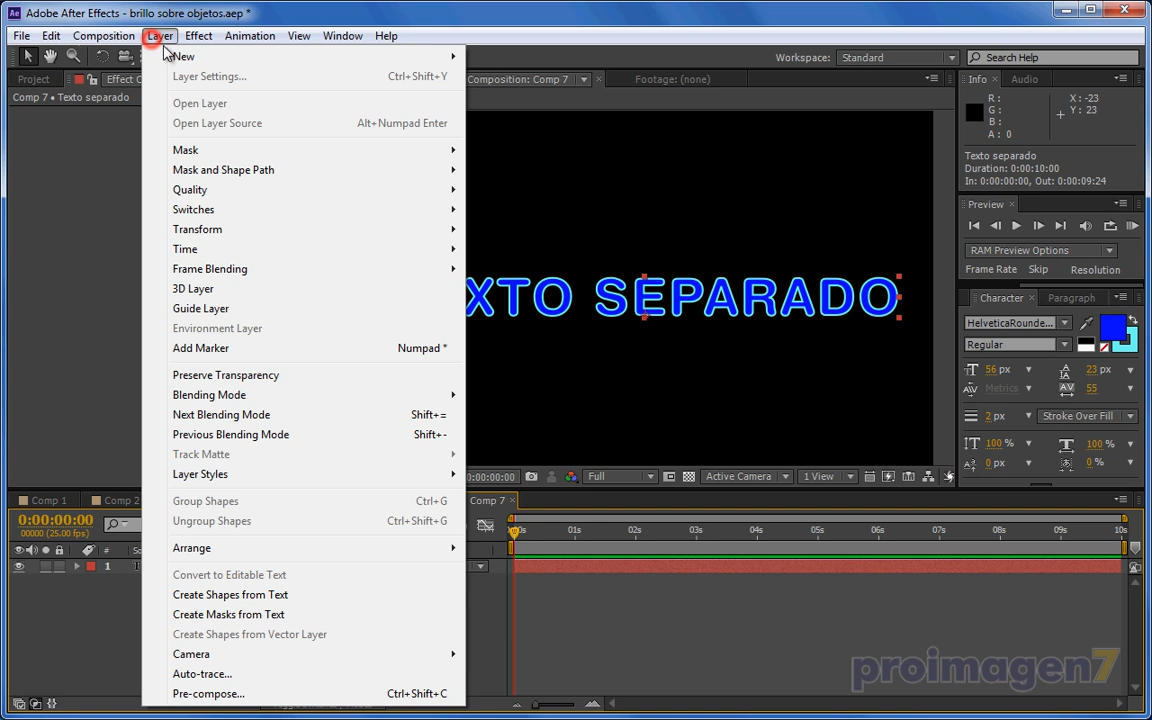 Adobe After Effects - brillo sobre objetos.aep *
File Edit Composition Layer Effect Animation View Window Help
Workspace: Standard Search Help
Project Effect C Composition: Comp 7 Footage: (none) Info Audio
Comp 7 • Texto separado
R: X: -23
G: Y: 23
B:
A: 0
Texto separado
Duration: 0:00:10:00
In: 0:00:00:00, Out: 0:00:09:24
Preview
RAM Preview Options
Frame Rate Skip Resolution
Character Paragraph
HelveticaRounde...
Regular
56 px 23 px
Metrics 55
2 px Stroke Over Fill
100 % 100 %
0 px 0 %
New
Layer Settings... Ctrl+Shift+Y
Open Layer
Open Layer Source Alt+Numpad Enter
Mask
Mask and Shape Path
Quality
Switches
Transform
Time
Frame Blending
3D Layer
Guide Layer
Environment Layer
Add Marker Numpad *
Preserve Transparency
Blending Mode
Next Blending Mode Shift+=
Previous Blending Mode Shift+-
Track Matte
Layer Styles
Group Shapes Ctrl+G
Ungroup Shapes Ctrl+Shift+G
Arrange
Convert to Editable Text
Create Shapes from Text
Create Masks from Text
Create Shapes from Vector Layer
Camera
Auto-trace...
Pre-compose... Ctrl+Shift+C
XTO SEPARADO
0:00:00:00 Full Active Camera 1 View
Comp 1 Comp 2 Comp 7
0:00:00:00
00000 (25.00 fps)
:00s 01s 02s 03s 04s 05s 06s 07s 08s 09s 10s
# So
1 T
proimagen7